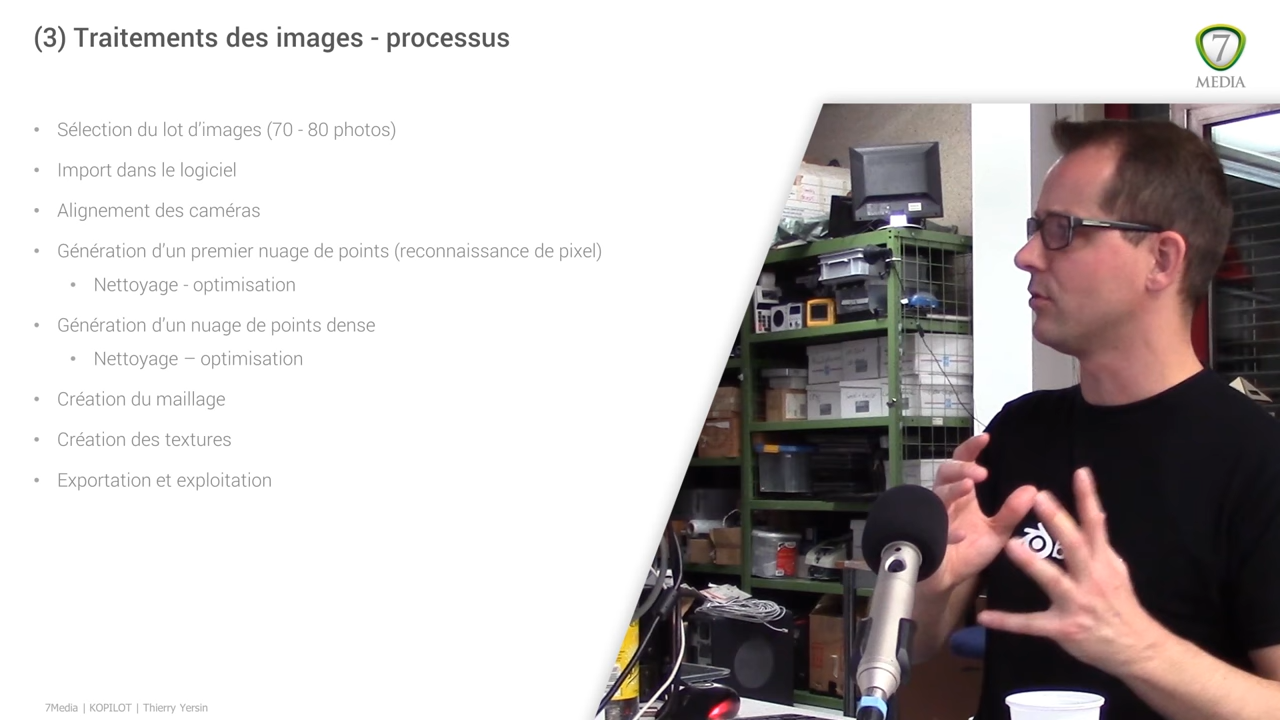 (3) Traitements des images - processus
7
MEDIA
• Sélection du lot d'images (70 - 80 photos)
• Import dans le logiciel
• Alignement des caméras
• Génération d'un premier nuage de points (reconnaissance de pixel)
• Nettoyage - optimisation
• Génération d'un nuage de points dense
• Nettoyage – optimisation
• Création du maillage
• Création des textures
• Exportation et exploitation
7Media | KOPILOT | Thierry Yersin